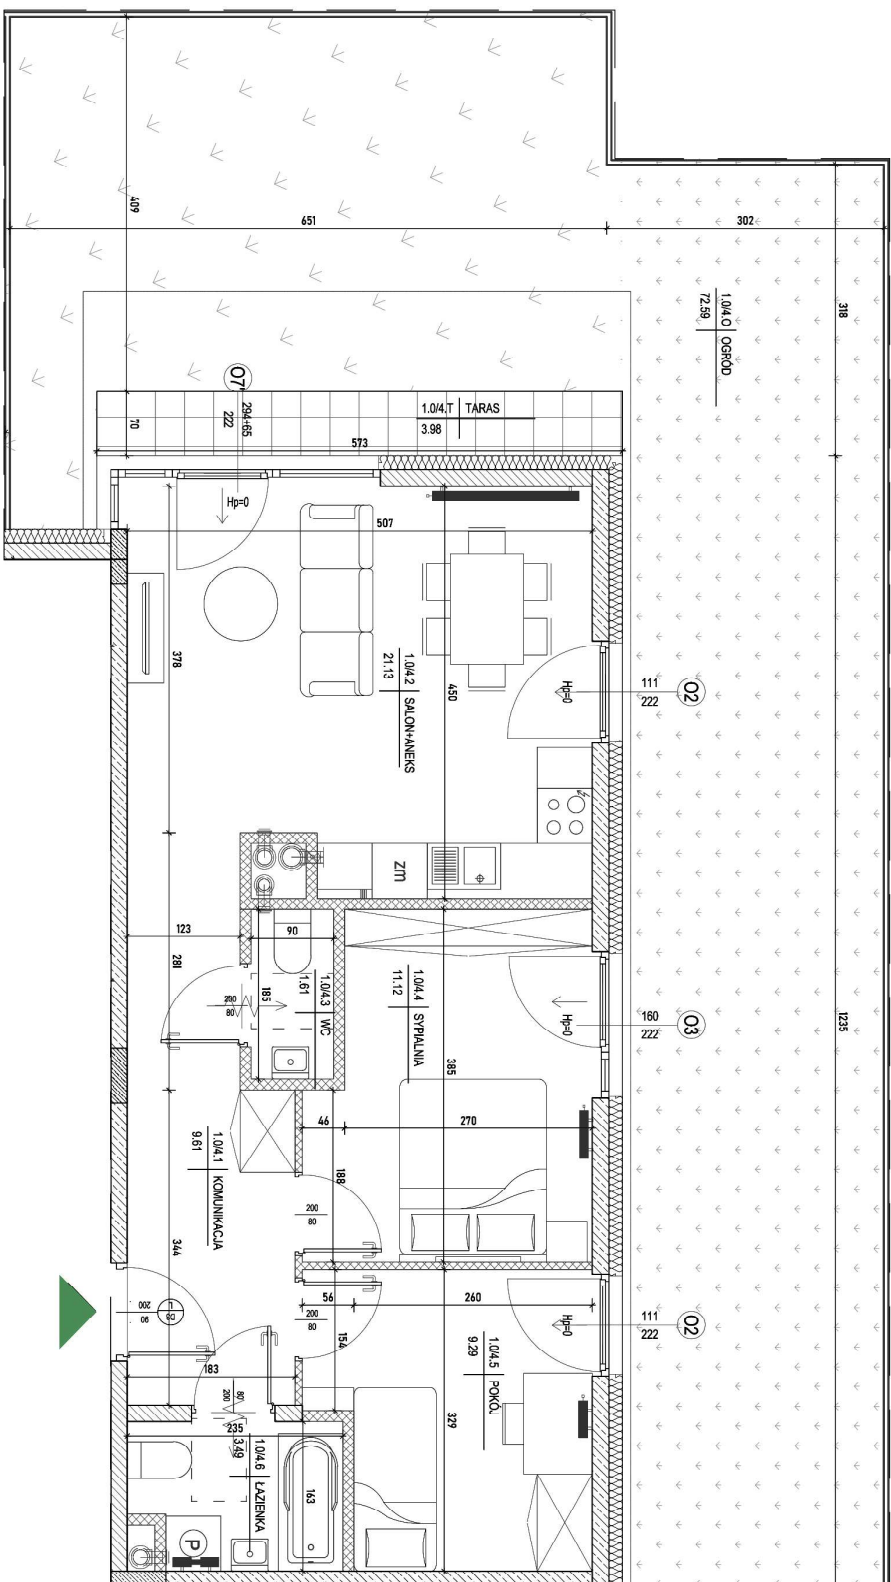 409
651
302
318
1.0/4.O OGRÓD
72.59
O7'
294+65
222
70
1.0/4.T TARAS
3.98
573
Hp=0
507
378
1.0/4.2 SALON+ANEKS
21.13
450
Hp=0
111
222
O2
zm
123
281
90
185
1.0/4.3 WC
1.61
200
80
1.0/4.4 SYPIALNIA
11.12
Hp=0
160
222
O3
385
1235
46
270
188
1.0/4.1 KOMUNIKACJA
9.61
344
200
80
56
260
200
80
154
Hp=0
111
222
O2
L
D3
90
200
183
1.0/4.5 POKÓJ
9.29
329
80
200
235
1.0/4.6 ŁAZIENKA
3.49
163
P